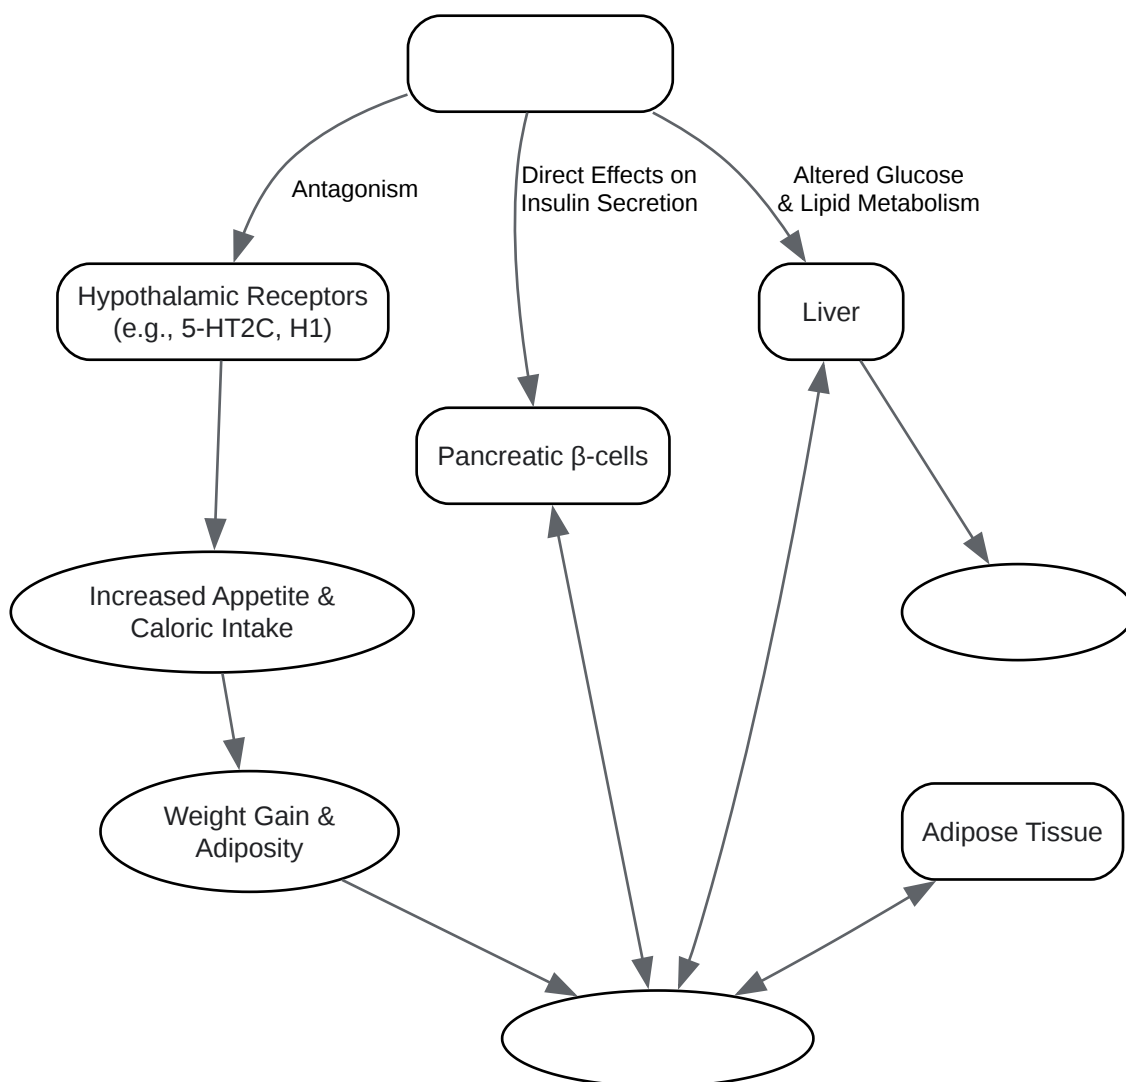 Antagonism
Direct Effects on
Insulin Secretion
Altered Glucose
& Lipid Metabolism
Hypothalamic Receptors
(e.g., 5-HT2C, H1)
Liver
Pancreatic β-cells
Increased Appetite &
Caloric Intake
Weight Gain &
Adiposity
Adipose Tissue